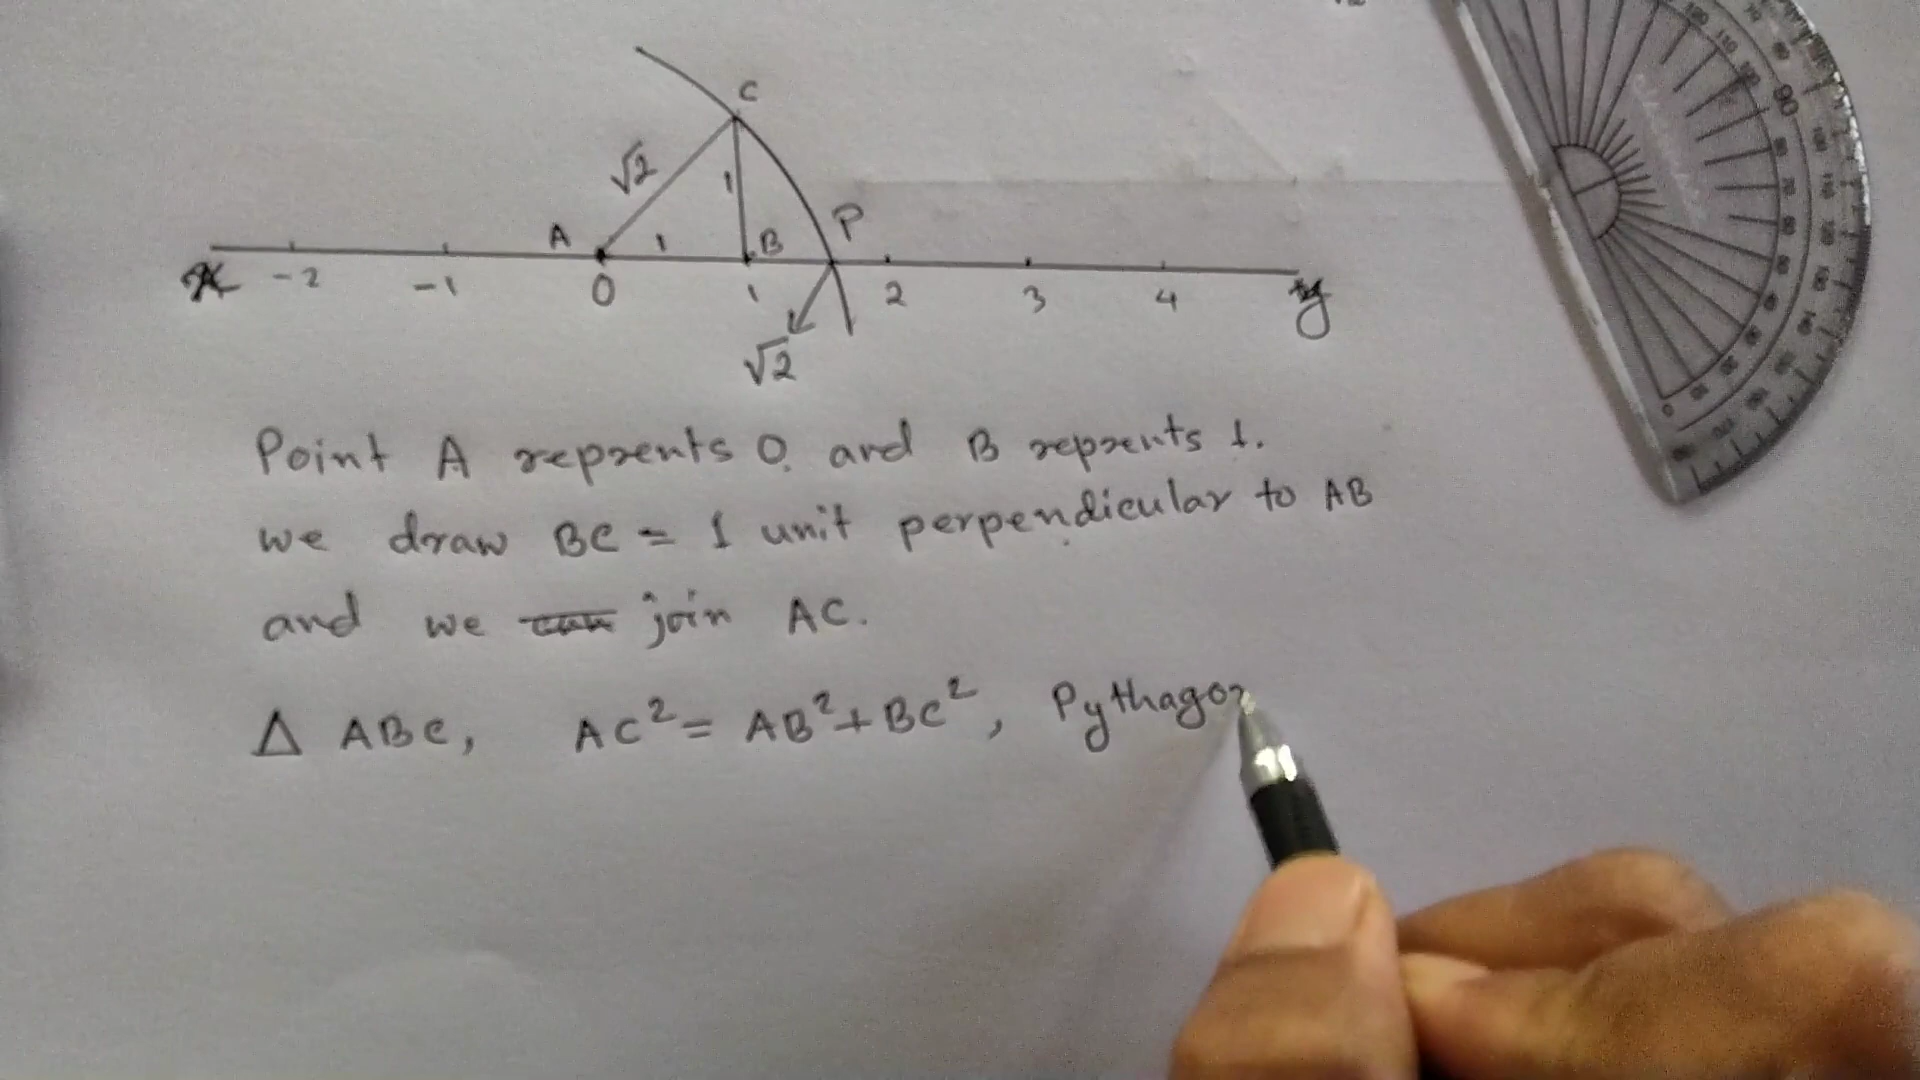 C
√2
1
P
A
1
B
x -2 -1 0 1 2 3 4 y
√2
Point A reprents 0 and B reprents 1.
we draw BC = 1 unit perpendicular to AB
and we join AC.
Δ ABC, AC² = AB² + BC², Pythagor